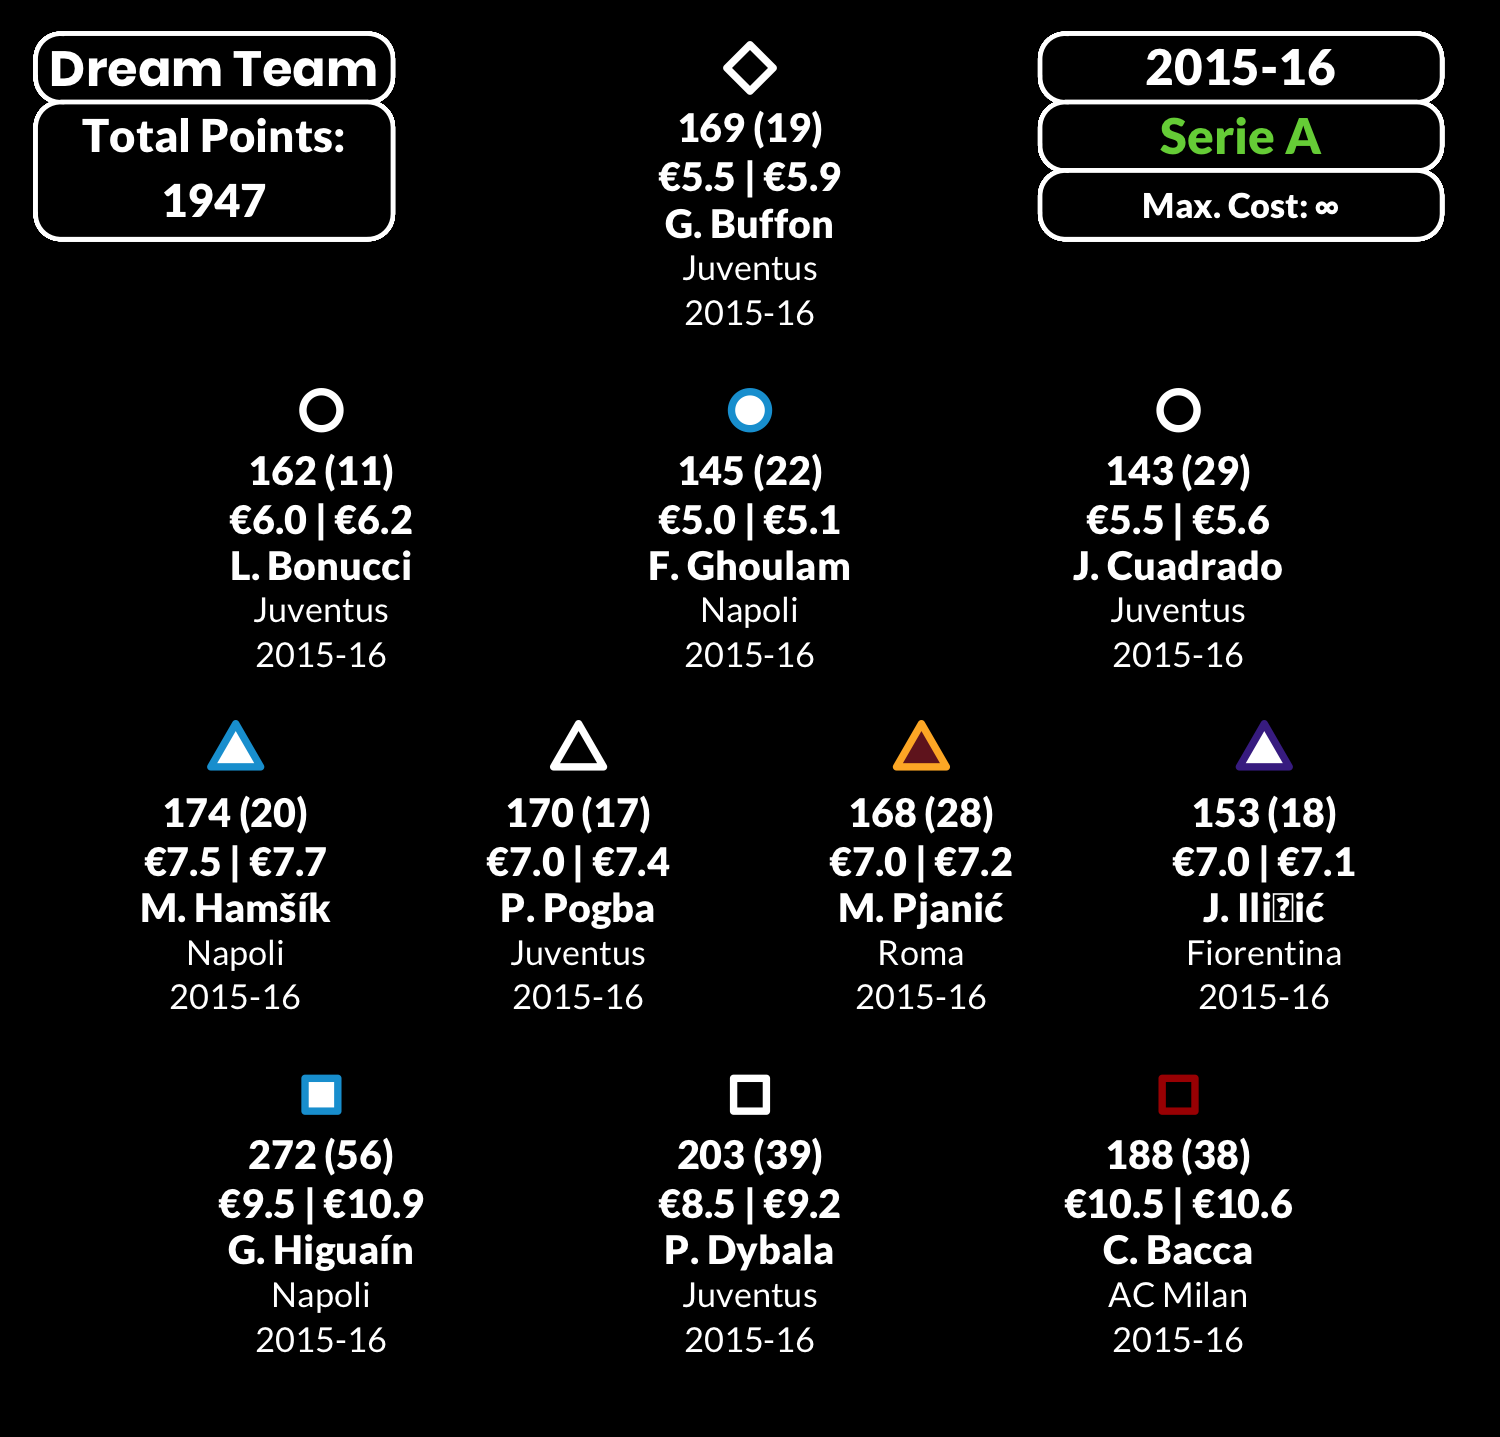 Dream Team
Total Points:
1947
2015-16
Serie A
Max. Cost: ∞
169 (19)
€5.5 | €5.9
G. Buffon
Juventus
2015-16
162 (11)
€6.0 | €6.2
L. Bonucci
Juventus
2015-16
145 (22)
€5.0 | €5.1
F. Ghoulam
Napoli
2015-16
143 (29)
€5.5 | €5.6
J. Cuadrado
Juventus
2015-16
174 (20)
€7.5 | €7.7
M. Hamšík
Napoli
2015-16
170 (17)
€7.0 | €7.4
P. Pogba
Juventus
2015-16
168 (28)
€7.0 | €7.2
M. Pjanić
Roma
2015-16
153 (18)
€7.0 | €7.1
J. Ili�ić
Fiorentina
2015-16
272 (56)
€9.5 | €10.9
G. Higuaín
Napoli
2015-16
203 (39)
€8.5 | €9.2
P. Dybala
Juventus
2015-16
188 (38)
€10.5 | €10.6
C. Bacca
AC Milan
2015-16